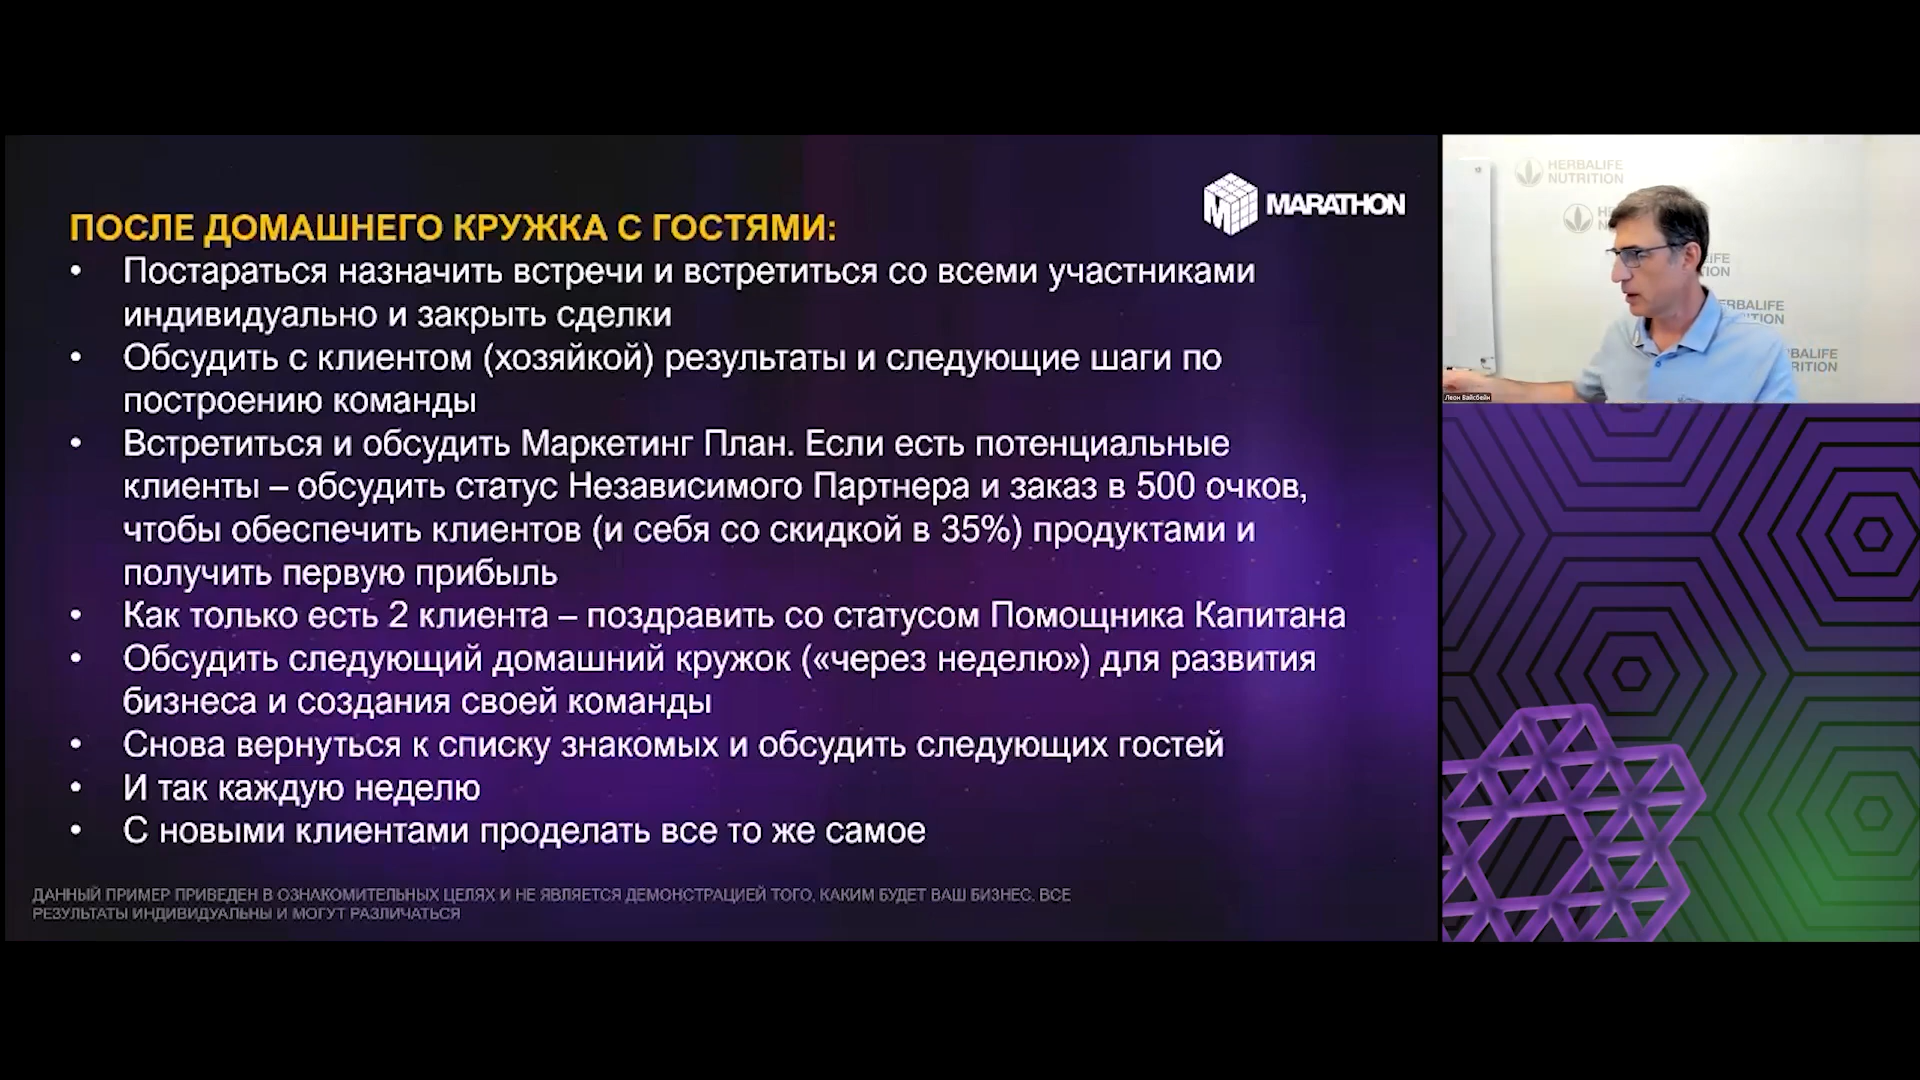 MARATHON
ПОСЛЕ ДОМАШНЕГО КРУЖКА С ГОСТЯМИ:
• Постараться назначить встречи и встретиться со всеми участниками
индивидуально и закрыть сделки
• Обсудить с клиентом (хозяйкой) результаты и следующие шаги по
построению команды
• Встретиться и обсудить Маркетинг План. Если есть потенциальные
клиенты – обсудить статус Независимого Партнера и заказ в 500 очков,
чтобы обеспечить клиентов (и себя со скидкой в 35%) продуктами и
получить первую прибыль
• Как только есть 2 клиента – поздравить со статусом Помощника Капитана
• Обсудить следующий домашний кружок («через неделю») для развития
бизнеса и создания своей команды
• Снова вернуться к списку знакомых и обсудить следующих гостей
• И так каждую неделю
• С новыми клиентами проделать все то же самое
ДАННЫЙ ПРИМЕР ПРИВЕДЕН В ОЗНАКОМИТЕЛЬНЫХ ЦЕЛЯХ И НЕ ЯВЛЯЕТСЯ ДЕМОНСТРАЦИЕЙ ТОГО, КАКИМ БУДЕТ ВАШ БИЗНЕС. ВСЕ
РЕЗУЛЬТАТЫ ИНДИВИДУАЛЬНЫ И МОГУТ РАЗЛИЧАТЬСЯ
HERBALIFE
NUTRITION
Леон Вайсбейн